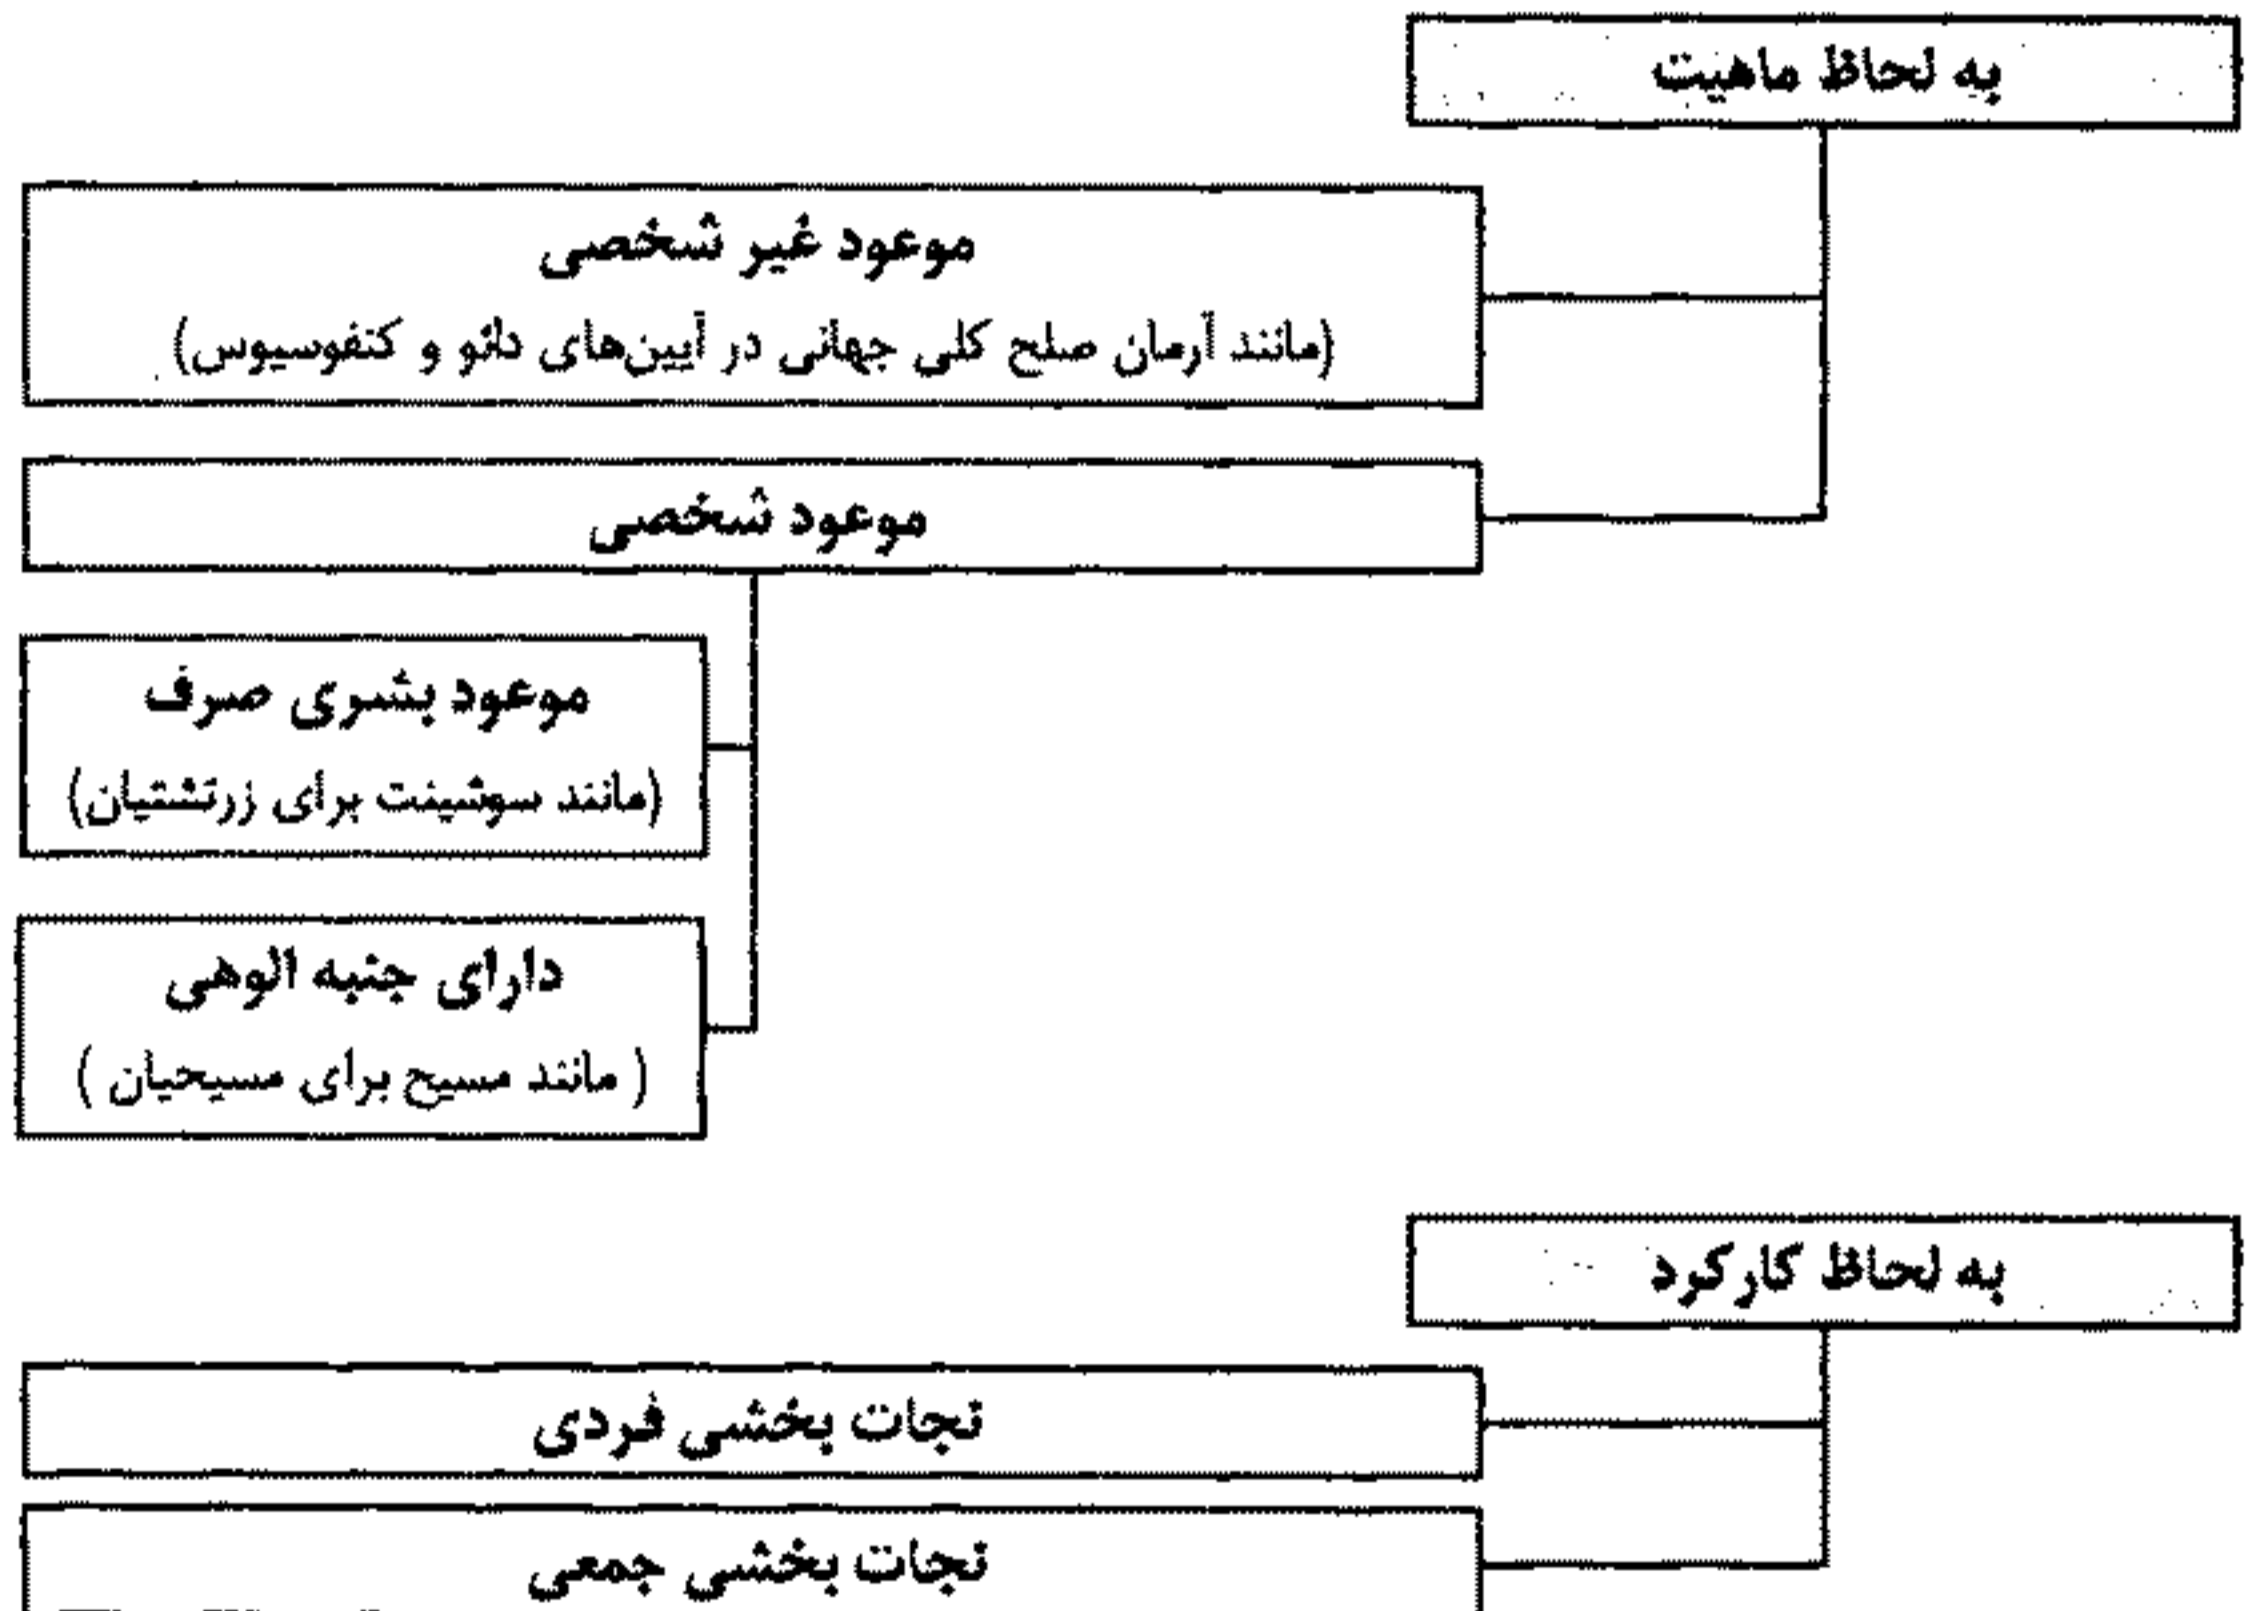 به لحاظ ماهیت
موعود غیر شخصی
(مانند آرمان صلح کلی جهانی در آیین‌های دائو و کنفوسیوس)
موعود شخصی
موعود بشری صرف
(مانند سوشینت برای زرتشتیان)
دارای جنبه الوهی
( مانند مسیح برای مسیحیان )
به لحاظ کارکرد
نجات بخشی فردی
نجات بخشی جمعی